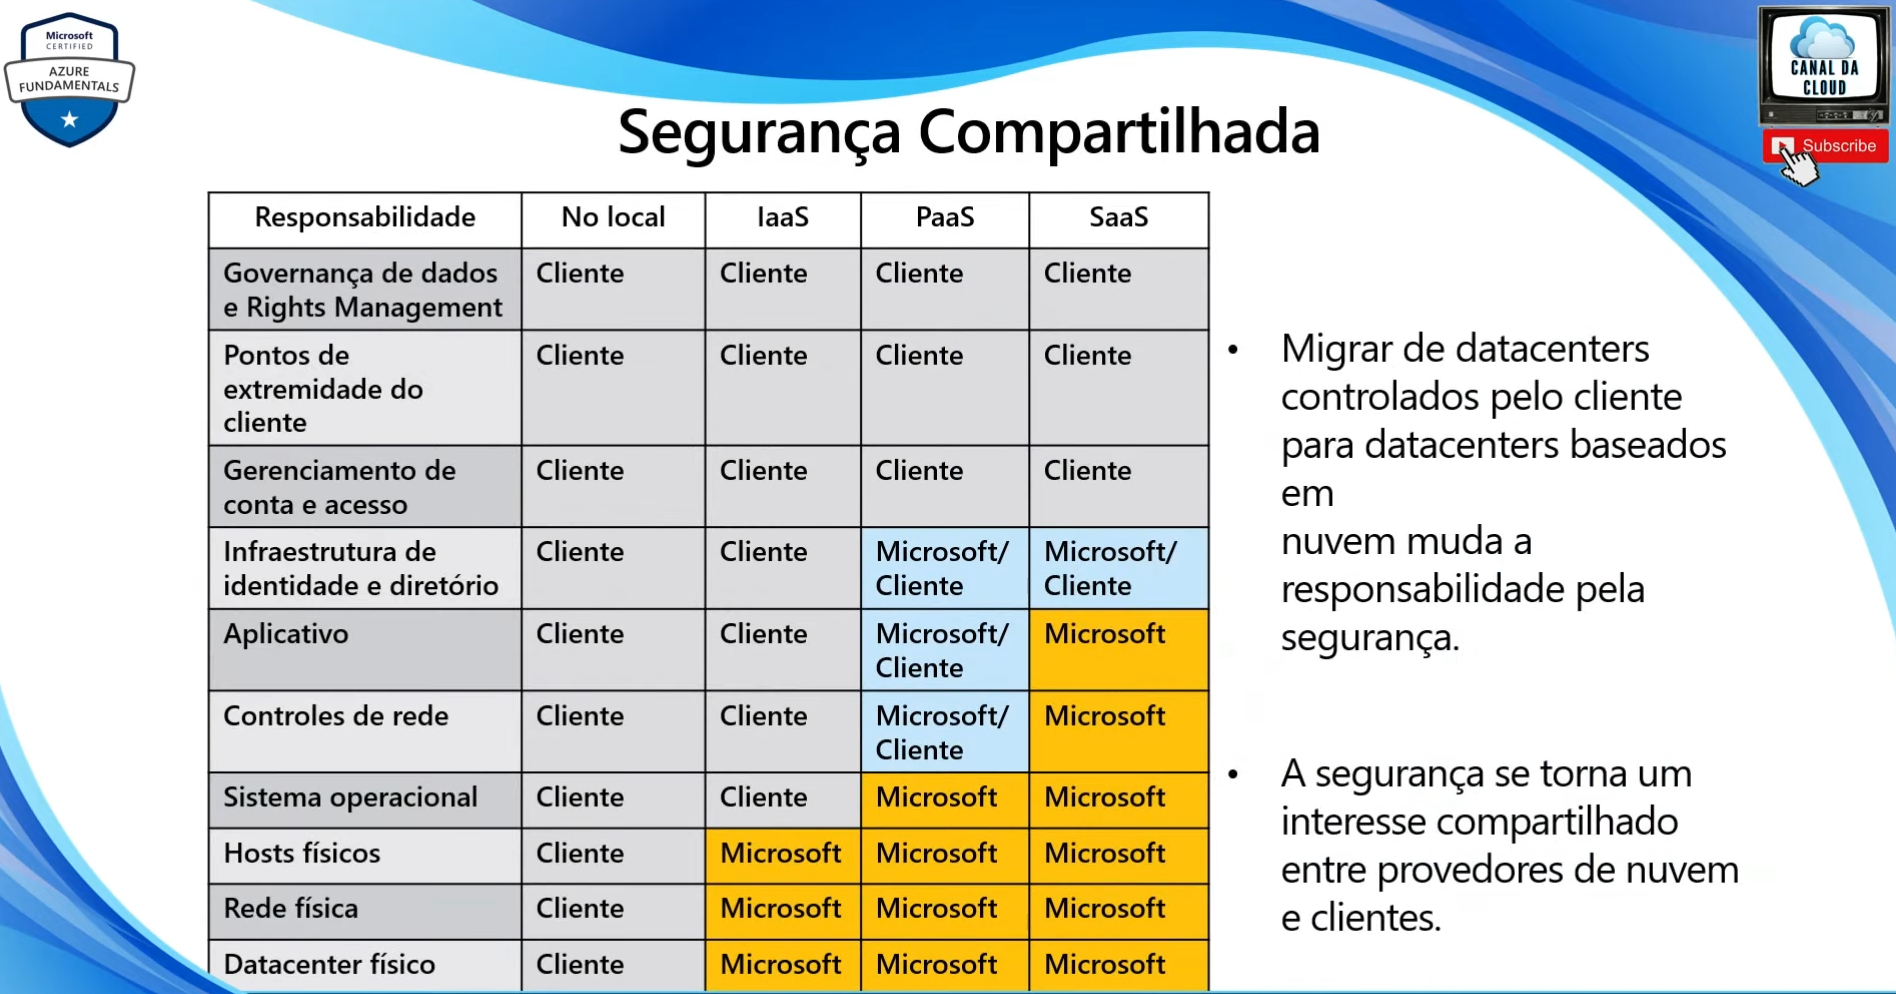 Microsoft
CERTIFIED
AZURE
FUNDAMENTALS
CANAL DA
CLOUD
Subscribe
Segurança Compartilhada
Responsabilidade No local IaaS PaaS SaaS
Governança de dados Cliente Cliente Cliente Cliente
e Rights Management
Pontos de Cliente Cliente Cliente Cliente
extremidade do
cliente
Gerenciamento de Cliente Cliente Cliente Cliente
conta e acesso
Infraestrutura de Cliente Cliente Microsoft/ Microsoft/
identidade e diretório Cliente Cliente
Aplicativo Cliente Cliente Microsoft/ Microsoft
Cliente
Controles de rede Cliente Cliente Microsoft/ Microsoft
Cliente
Sistema operacional Cliente Cliente Microsoft Microsoft
Hosts físicos Cliente Microsoft Microsoft Microsoft
Rede física Cliente Microsoft Microsoft Microsoft
Datacenter físico Cliente Microsoft Microsoft Microsoft
• Migrar de datacenters
controlados pelo cliente
para datacenters baseados
em
nuvem muda a
responsabilidade pela
segurança.
• A segurança se torna um
interesse compartilhado
entre provedores de nuvem
e clientes.